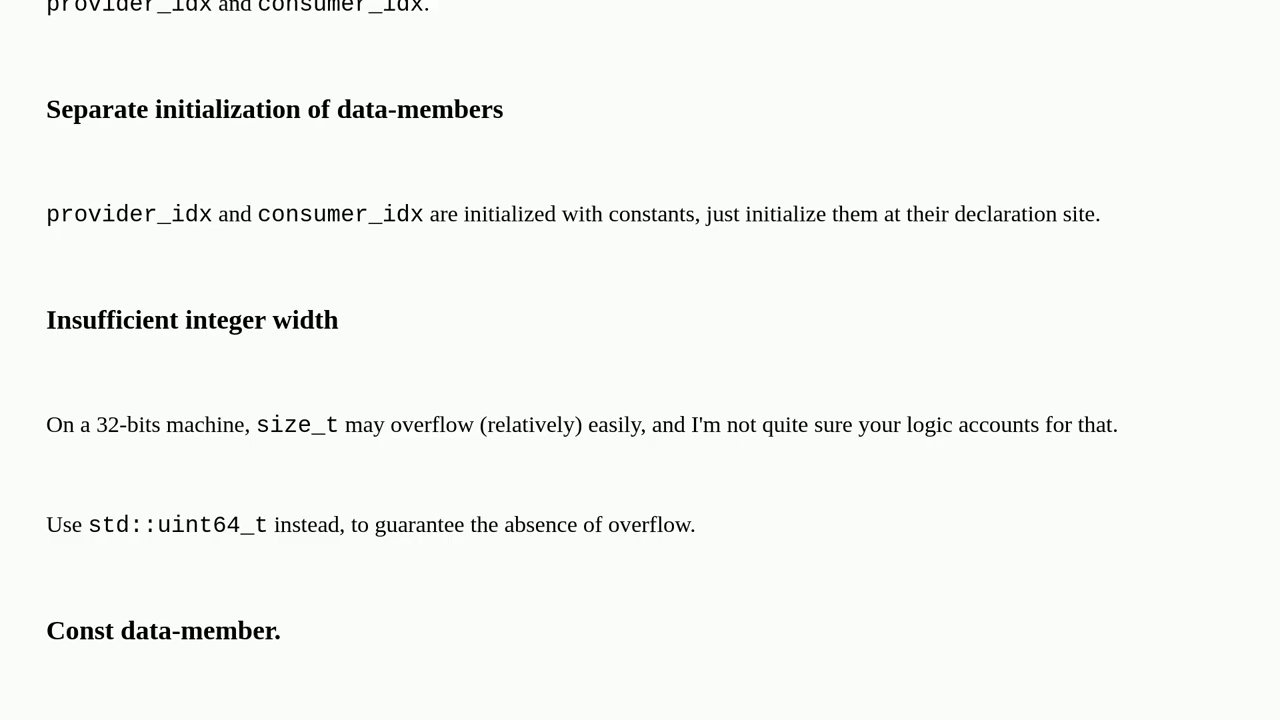 provider_idx and consumer_idx.
Separate initialization of data-members
provider_idx and consumer_idx are initialized with constants, just initialize them at their declaration site.
Insufficient integer width
On a 32-bits machine, size_t may overflow (relatively) easily, and I'm not quite sure your logic accounts for that.
Use std::uint64_t instead, to guarantee the absence of overflow.
Const data-member.